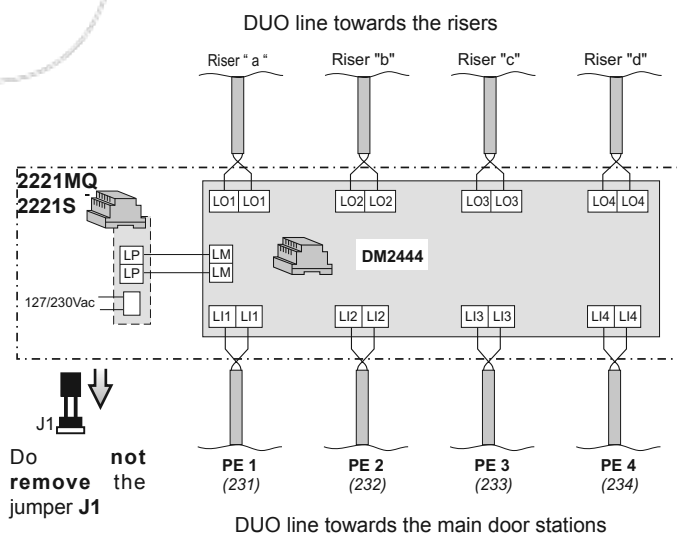 DUO line towards the risers
Riser “ a “ Riser "b" Riser "c" Riser "d"
2221MQ
2221S
LO1 LO1 LO2 LO2 LO3 LO3 LO4 LO4
LP LM
LP LM
DM2444
127/230Vac
LI1 LI1 LI2 LI2 LI3 LI3 LI4 LI4
J1
Do not
remove the
jumper J1
PE 1 PE 2 PE 3 PE 4
(231) (232) (233) (234)
DUO line towards the main door stations